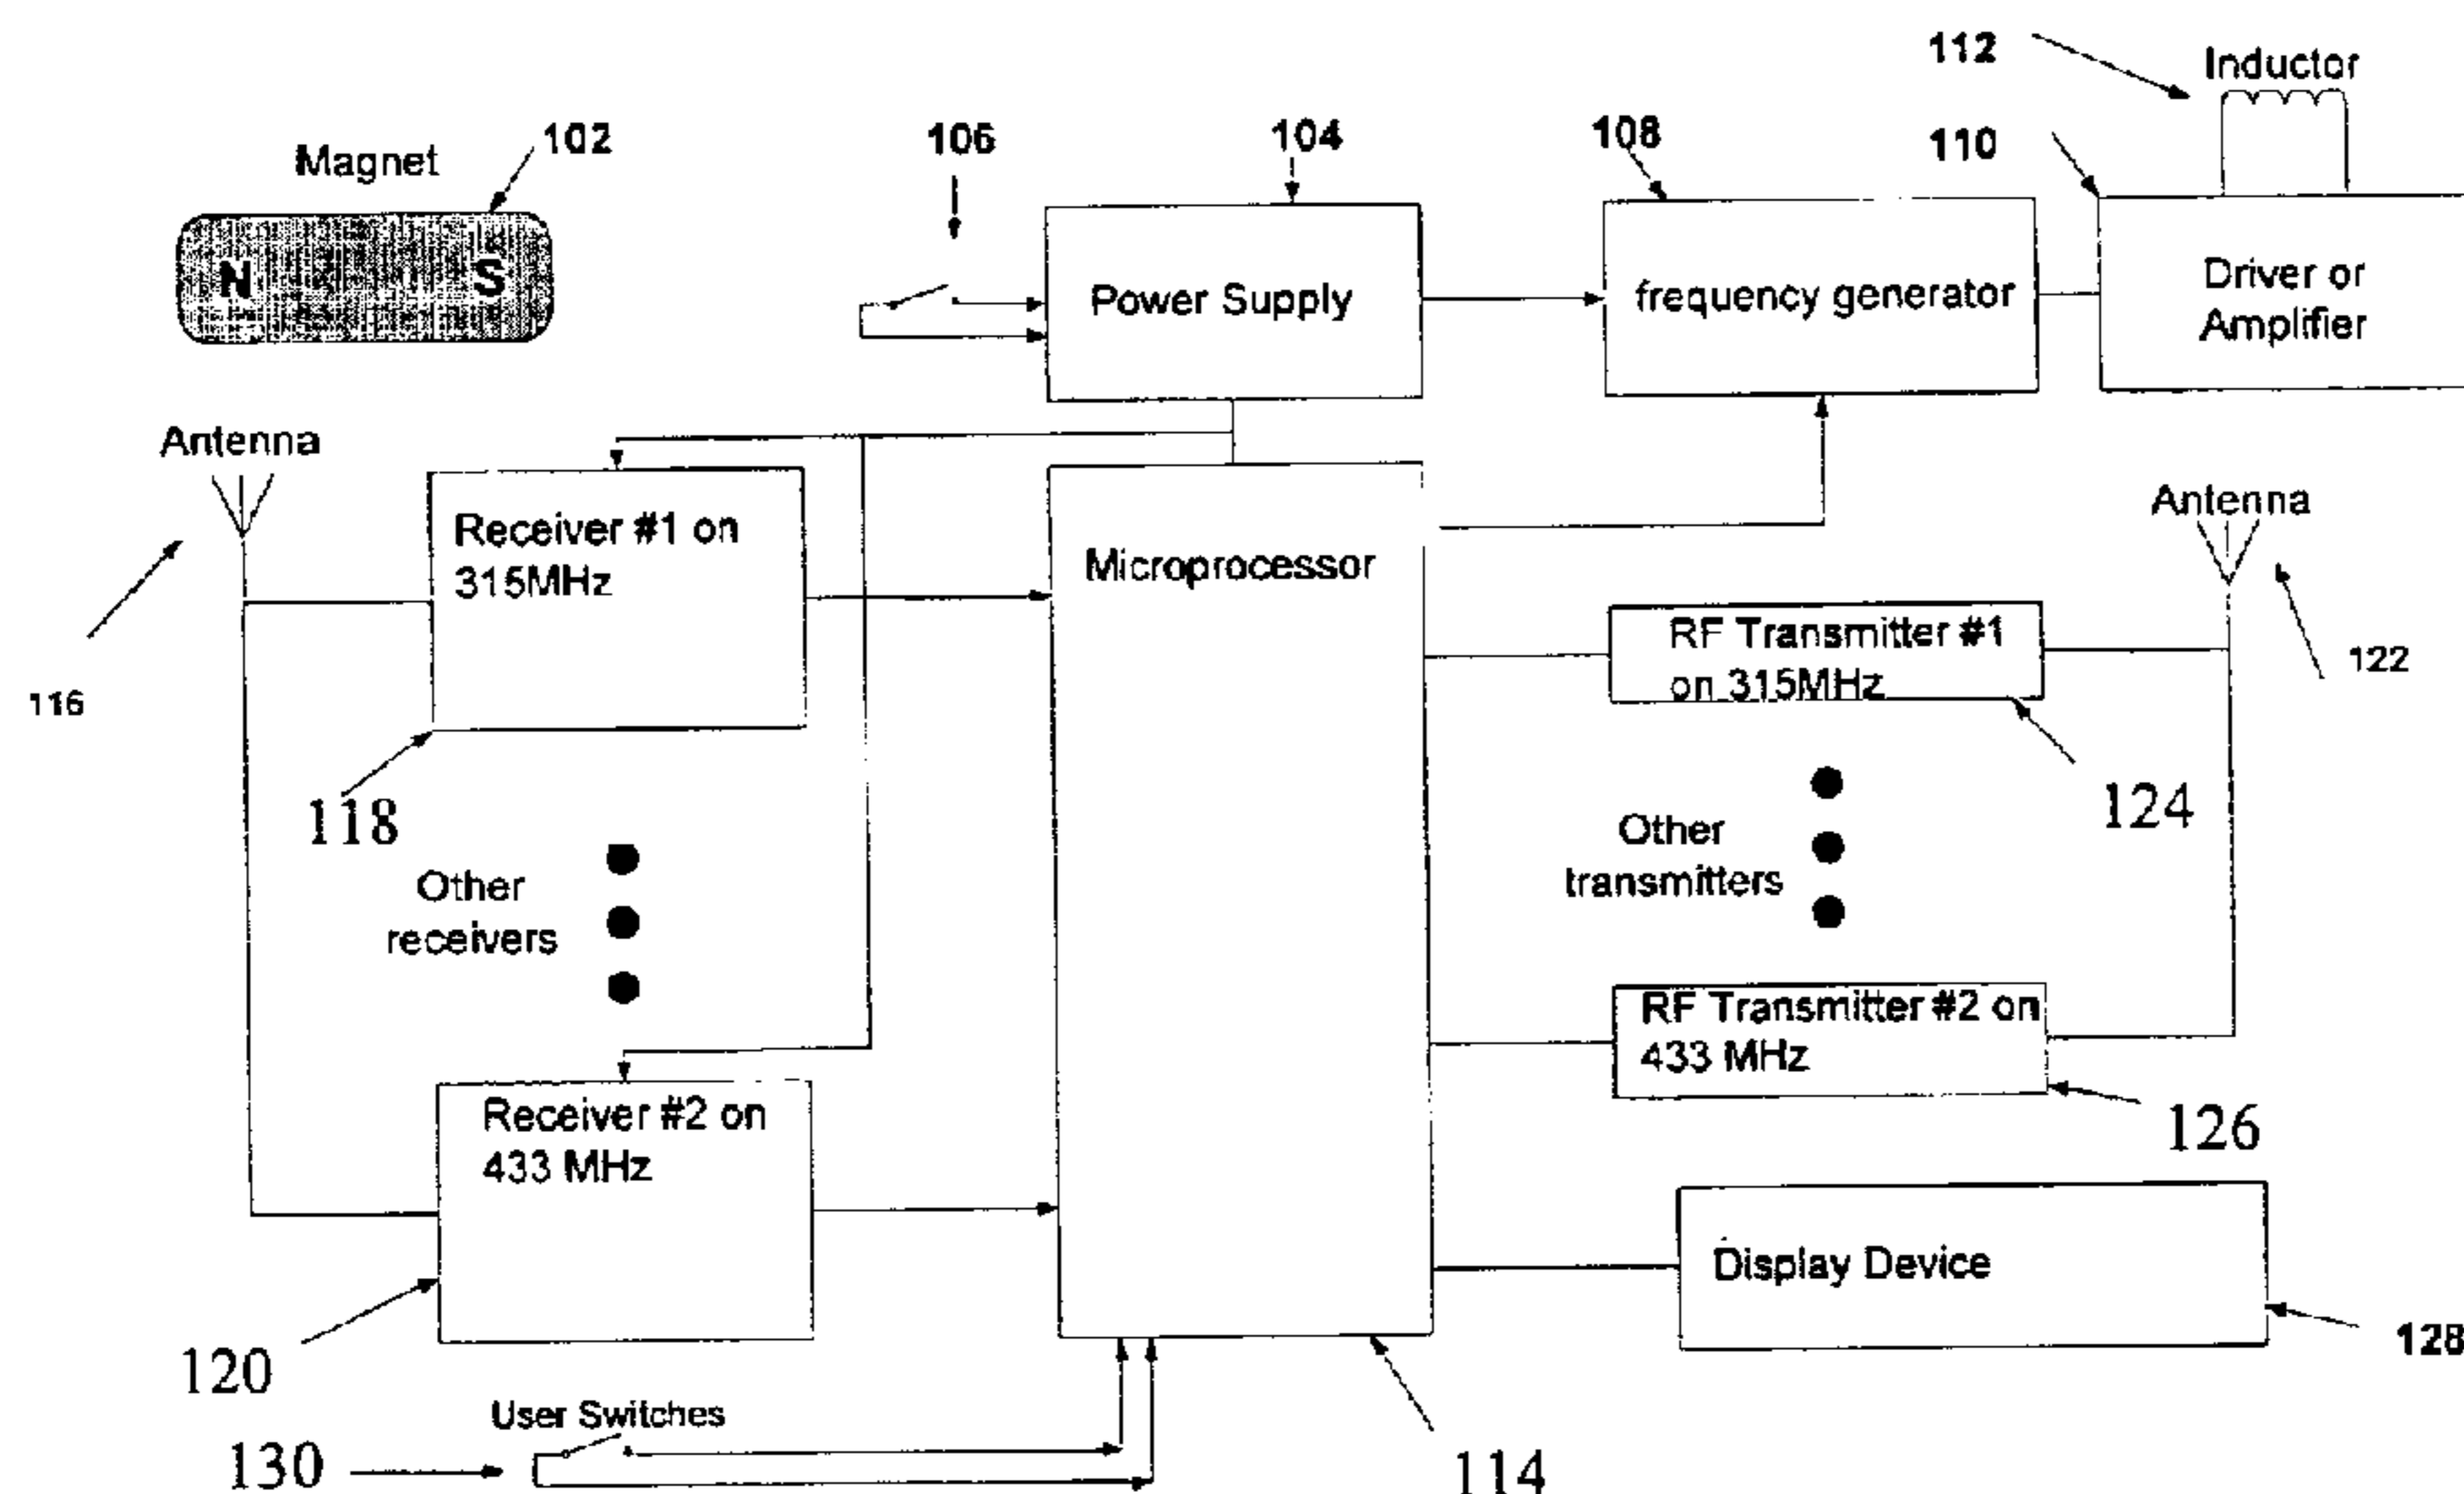 112
Inductor
102
106
104
108
110
Magnet
N
S
Power Supply
frequency generator
Driver or
Amplifier
Antenna
Receiver #1 on
315MHz
Microprocessor
Antenna
RF Transmitter #1
on 315MHz
122
116
118
124
Other
receivers
Other
transmitters
RF Transmitter #2 on
433 MHz
Receiver #2 on
433 MHz
126
Display Device
128
120
User Switches
130
114